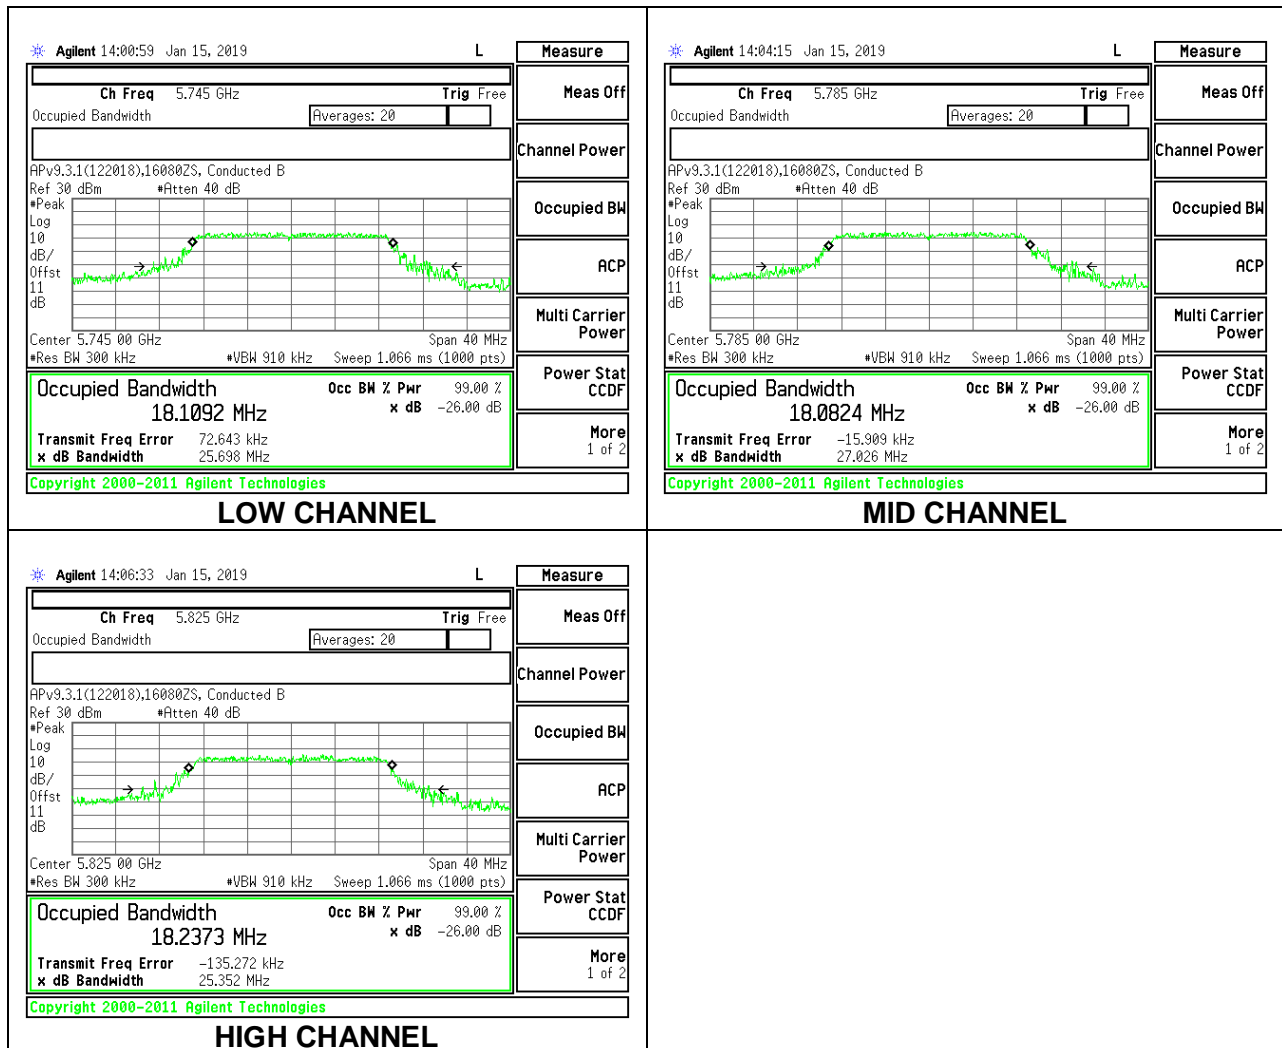 Agilent 14:00:59 Jan 15, 2019 L
Measure
Ch Freq 5.745 GHz Trig Free
Occupied Bandwidth Averages: 20
APv9.3.1(122018),16080ZS, Conducted B
Ref 30 dBm #Atten 40 dB
#Peak
Log
10
dB/
Offst
11
dB
Center 5.745 00 GHz Span 40 MHz
#Res BW 300 kHz #VBW 910 kHz Sweep 1.066 ms (1000 pts)
Occupied Bandwidth Occ BW % Pwr 99.00 %
18.1092 MHz x dB -26.00 dB
Transmit Freq Error 72.643 kHz
x dB Bandwidth 25.698 MHz
Copyright 2000-2011 Agilent Technologies
Meas Off
Channel Power
Occupied BW
ACP
Multi Carrier
Power
Power Stat
CCDF
More
1 of 2
LOW CHANNEL
Agilent 14:04:15 Jan 15, 2019 L
Measure
Ch Freq 5.785 GHz Trig Free
Occupied Bandwidth Averages: 20
APv9.3.1(122018),16080ZS, Conducted B
Ref 30 dBm #Atten 40 dB
#Peak
Log
10
dB/
Offst
11
dB
Center 5.785 00 GHz Span 40 MHz
#Res BW 300 kHz #VBW 910 kHz Sweep 1.066 ms (1000 pts)
Occupied Bandwidth Occ BW % Pwr 99.00 %
18.0824 MHz x dB -26.00 dB
Transmit Freq Error -15.909 kHz
x dB Bandwidth 27.026 MHz
Copyright 2000-2011 Agilent Technologies
Meas Off
Channel Power
Occupied BW
ACP
Multi Carrier
Power
Power Stat
CCDF
More
1 of 2
MID CHANNEL
Agilent 14:06:33 Jan 15, 2019 L
Measure
Ch Freq 5.825 GHz Trig Free
Occupied Bandwidth Averages: 20
APv9.3.1(122018),16080ZS, Conducted B
Ref 30 dBm #Atten 40 dB
#Peak
Log
10
dB/
Offst
11
dB
Center 5.825 00 GHz Span 40 MHz
#Res BW 300 kHz #VBW 910 kHz Sweep 1.066 ms (1000 pts)
Occupied Bandwidth Occ BW % Pwr 99.00 %
18.2373 MHz x dB -26.00 dB
Transmit Freq Error -135.272 kHz
x dB Bandwidth 25.352 MHz
Copyright 2000-2011 Agilent Technologies
Meas Off
Channel Power
Occupied BW
ACP
Multi Carrier
Power
Power Stat
CCDF
More
1 of 2
HIGH CHANNEL